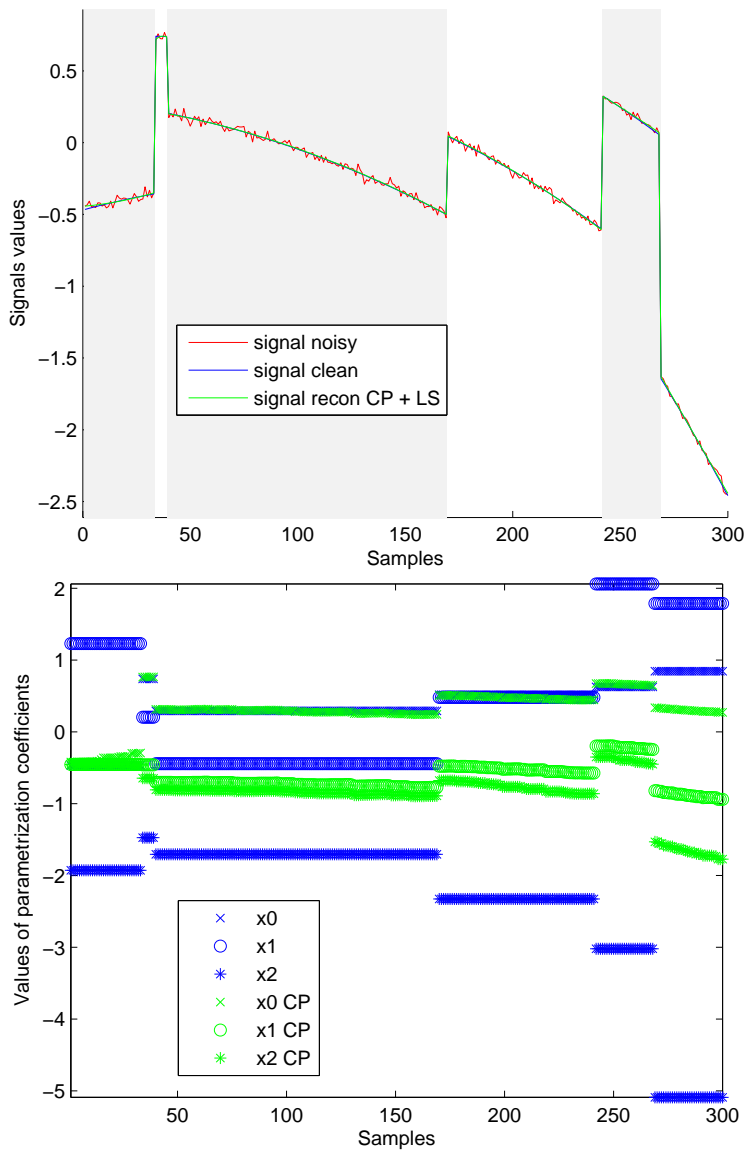 0.5
0
−0.5
−1
−1.5
−2
−2.5
Signals values
signal noisy
signal clean
signal recon CP + LS
0 50 100 150 200 250 300
Samples
2
1
0
−1
−2
−3
−4
−5
Values of parametrization coefficients
x0
x1
x2
x0 CP
x1 CP
x2 CP
50 100 150 200 250 300
Samples